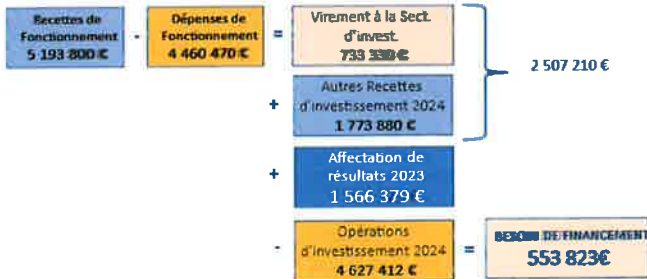 Recettes de
Fonctionnement
5 193 800 €
-
Dépenses de
Fonctionnement
4 460 470 €
=
Virement à la Sect.
d'invest.
733 330 €
2 507 210 €
+
Autres Recettes
d'investissement 2024
1 773 880 €
+
Affectation de
résultats 2023
1 566 379 €
-
Opérations
d'investissement 2024
4 627 412 €
=
BESOIN DE FINANCEMENT
553 823€